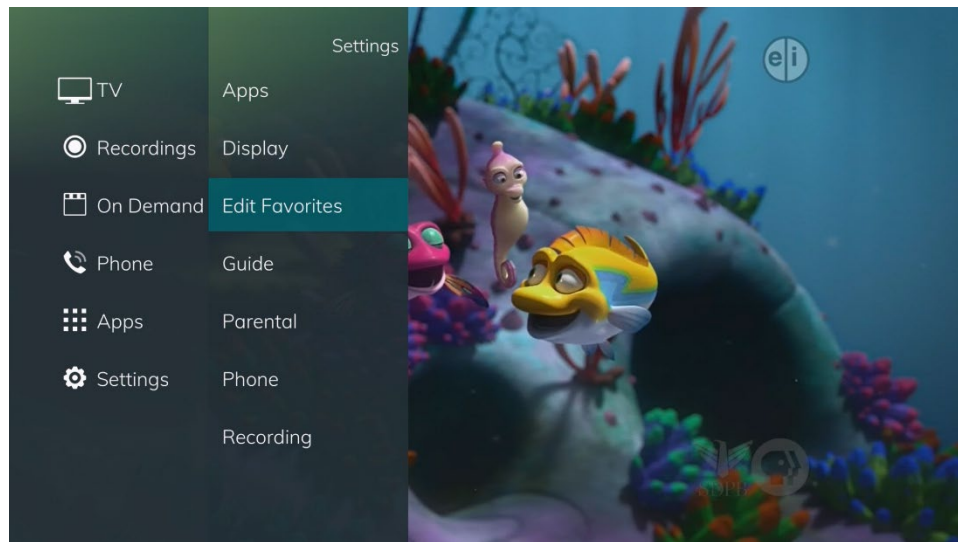 Settings
TV
Recordings
On Demand
Phone
Apps
Settings
Apps
Display
Edit Favorites
Guide
Parental
Phone
Recording
e|i